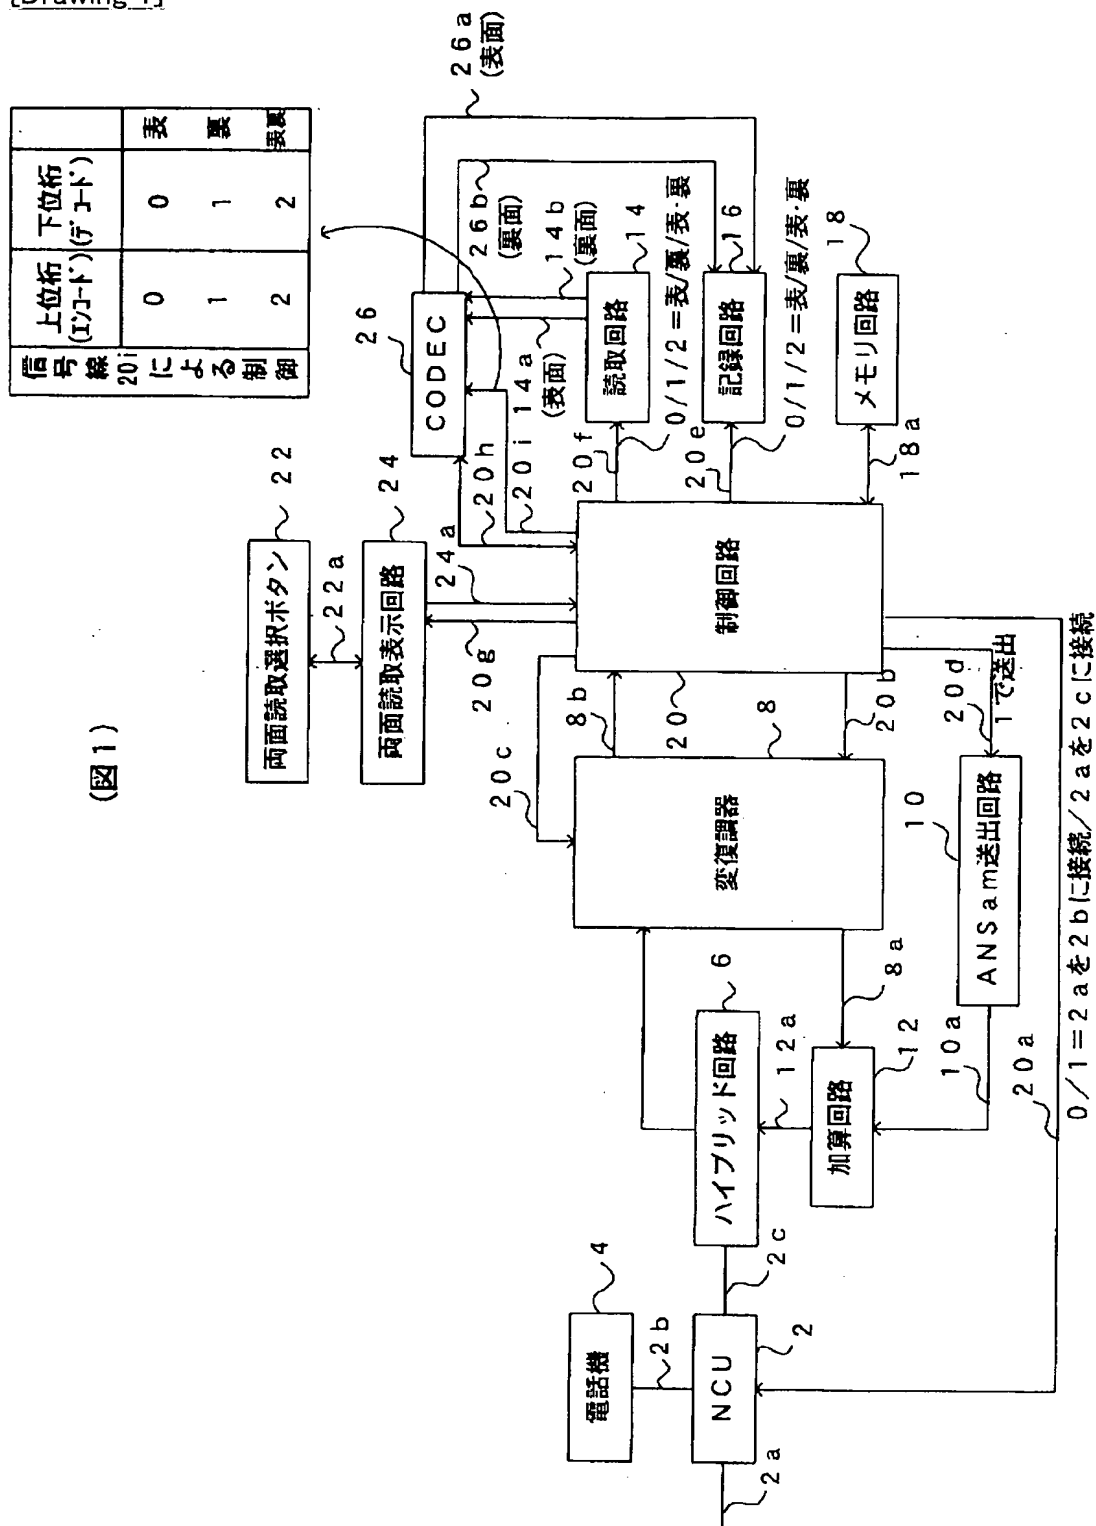 [Drawing 1]
(図1)
信号線20iによる制御
上位桁(エンコード)
下位桁(デコード)
0
0
表
1
1
裏
2
2
表裏
両面読取選択ボタン
22
22a
両面読取表示回路
24
20g
24a
20h
20i
CODEC
26
26a
(表面)
26b
(裏面)
14a
(表面)
14b
(裏面)
読取回路
14
20f
0/1/2=表/裏/表・裏
記録回路
16
20e
0/1/2=表/裏/表・裏
メモリ回路
18
18a
制御回路
20
20c
8b
20b
変復調器
8
8a
20d
1で送出
ANSam送出回路
10
10a
加算回路
12
12a
ハイブリッド回路
6
電話機
4
2b
NCU
2
2c
2a
20a
0/1=2aを2bに接続/2aを2cに接続